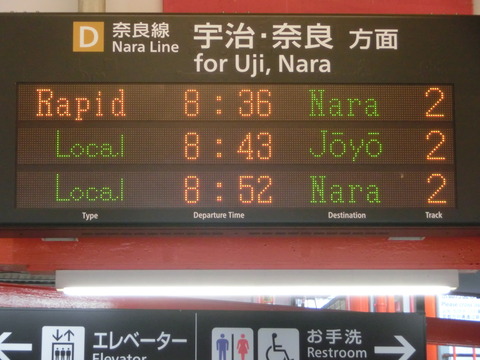 D 奈良線 宇治・奈良 方面
Nara Line for Uji, Nara
Rapid 8:36 Nara 2
Local 8:43 Jōyō 2
Local 8:52 Nara 2
Type Departure Time Destination Track
エレベーター お手洗
Elevator Restroom